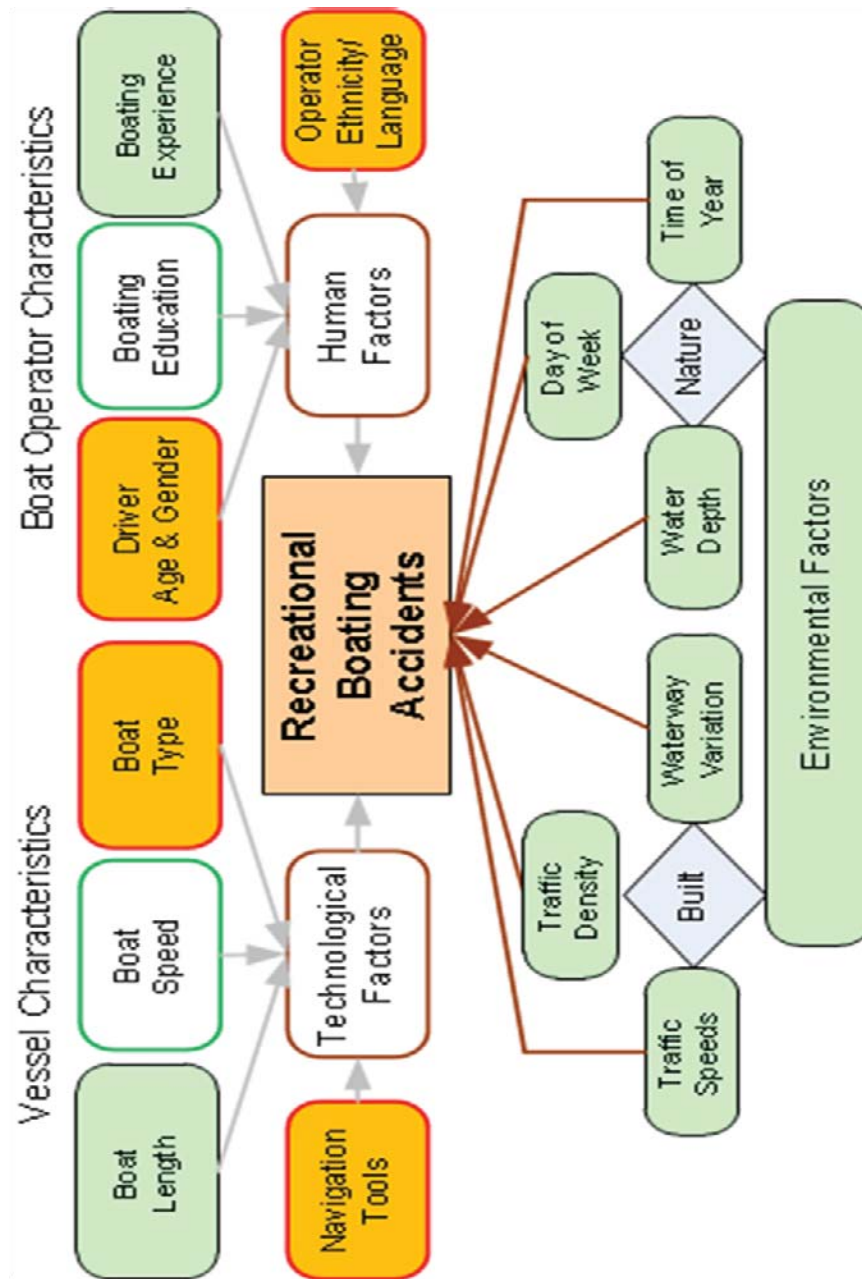 Vessel Characteristics
Boat Operator Characteristics
Boat
Length
Boat
Speed
Boat
Type
Driver
Age & Gender
Boating
Education
Boating
Experience
Navigation
Tools
Technological
Factors
Recreational
Boating
Accidents
Human
Factors
Operator
Ethnicity/
Language
Traffic
Speeds
Traffic
Density
Built
Waterway
Variation
Water
Depth
Day of
Week
Nature
Time of
Year
Environmental Factors